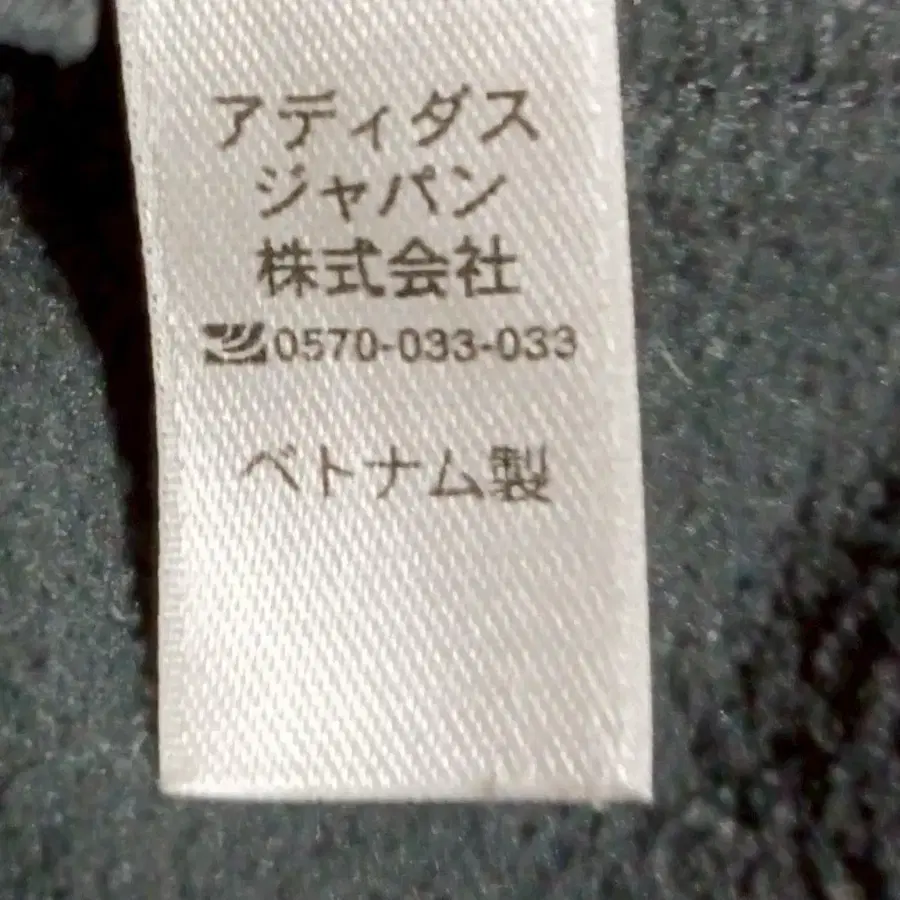 アディダス
ジャパン
株式会社
0570-033-033
ベトナム製